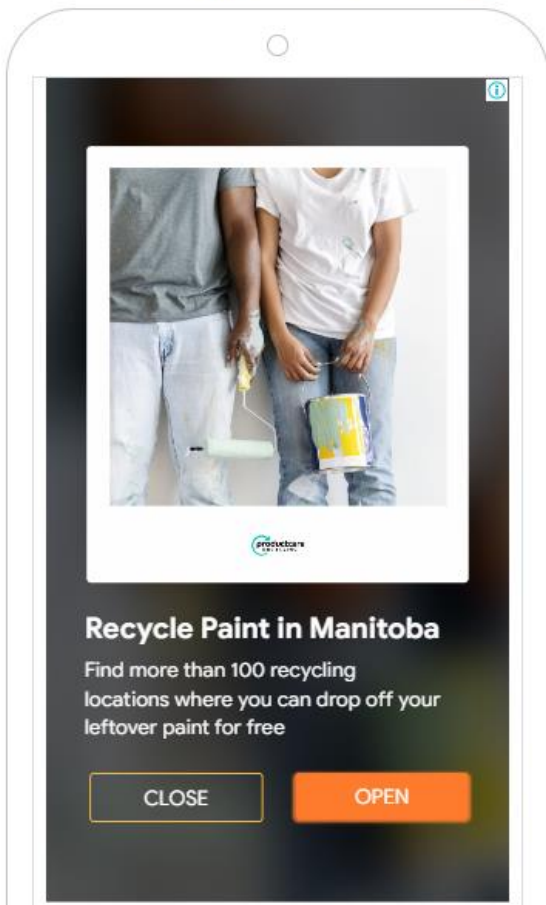 productcare
Recycle Paint in Manitoba
Find more than 100 recycling
locations where you can drop off your
leftover paint for free
CLOSE
OPEN